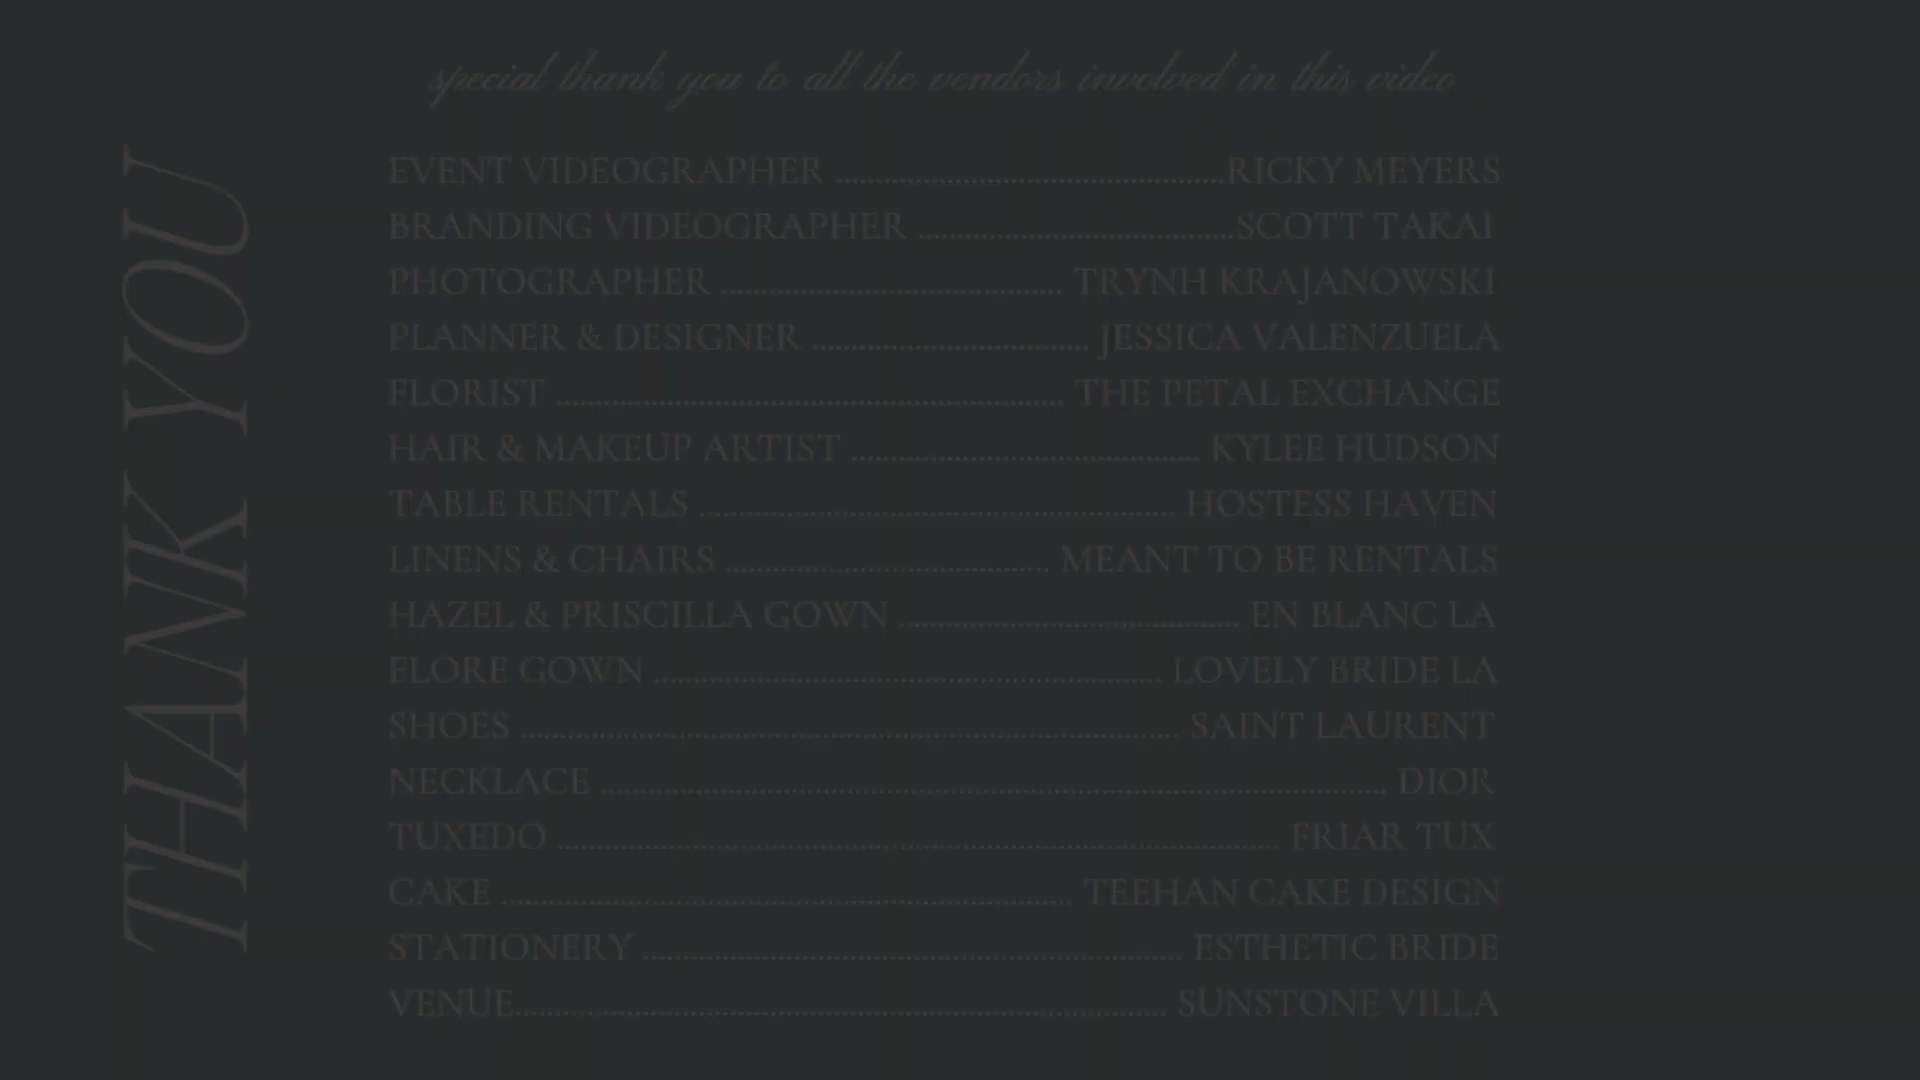 special thank you to all the vendors involved in this video
THANK YOU
EVENT VIDEOGRAPHER ........................................ RICKY MEYERS
BRANDING VIDEOGRAPHER ........................................ SCOTT TAKAI
PHOTOGRAPHER ........................................ TRYNH KRAJANOWSKI
PLANNER & DESIGNER ........................................ JESSICA VALENZUELA
FLORIST ........................................ THE PETAL EXCHANGE
HAIR & MAKEUP ARTIST ........................................ KYLEE HUDSON
TABLE RENTALS ........................................ HOSTESS HAVEN
LINENS & CHAIRS ........................................ MEANT TO BE RENTALS
HAZEL & PRISCILLA GOWN ........................................ EN BLANC LA
FLORE GOWN ........................................ LOVELY BRIDE LA
SHOES ........................................ SAINT LAURENT
NECKLACE ........................................ DIOR
TUXEDO ........................................ FRIAR TUX
CAKE ........................................ TEEHAN CAKE DESIGN
STATIONERY ........................................ ESTHETIC BRIDE
VENUE........................................ SUNSTONE VILLA